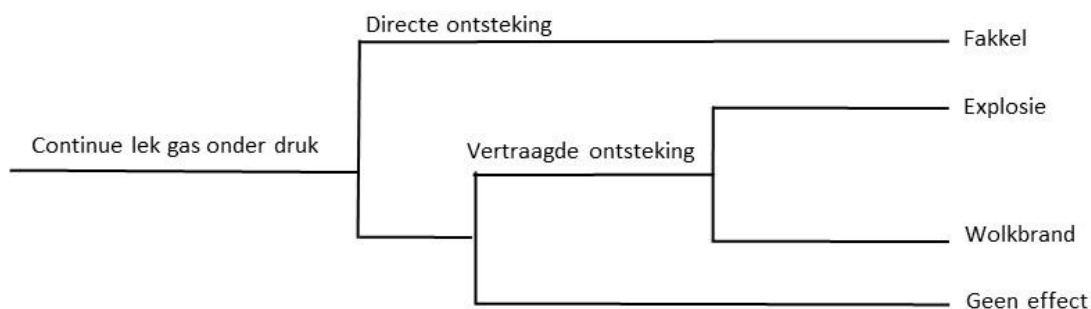 Directe ontsteking
Fakkel
Explosie
Continue lek gas onder druk
Vertraagde ontsteking
Wolkbrand
Geen effect